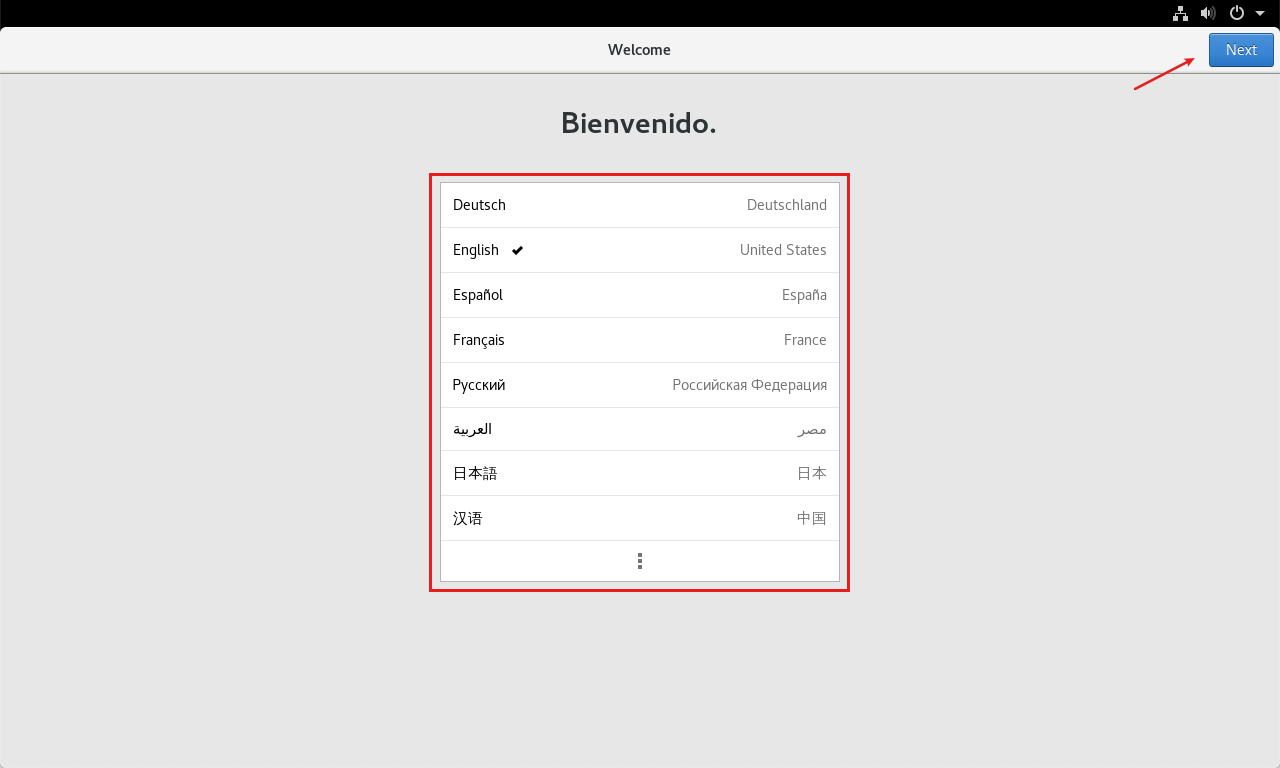 Welcome
Next
Bienvenido.
Deutsch Deutschland
English United States
Español España
Français France
Русский Российская Федерация
العربية مصر
日本語 日本
汉语 中国